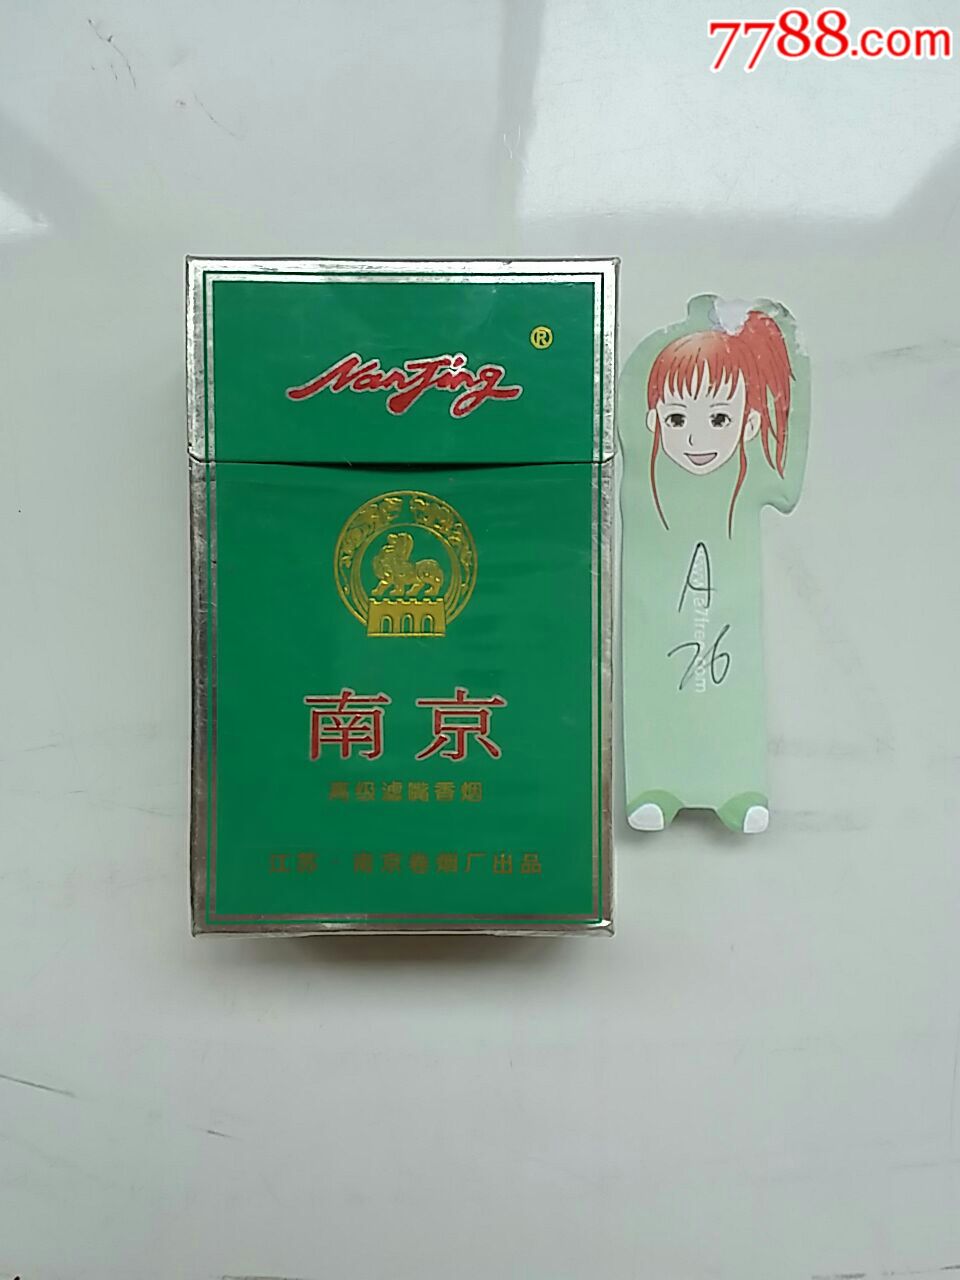 7788.com
NanJing ®
南京
高级滤嘴香烟
江苏·南京卷烟厂出品
A
26